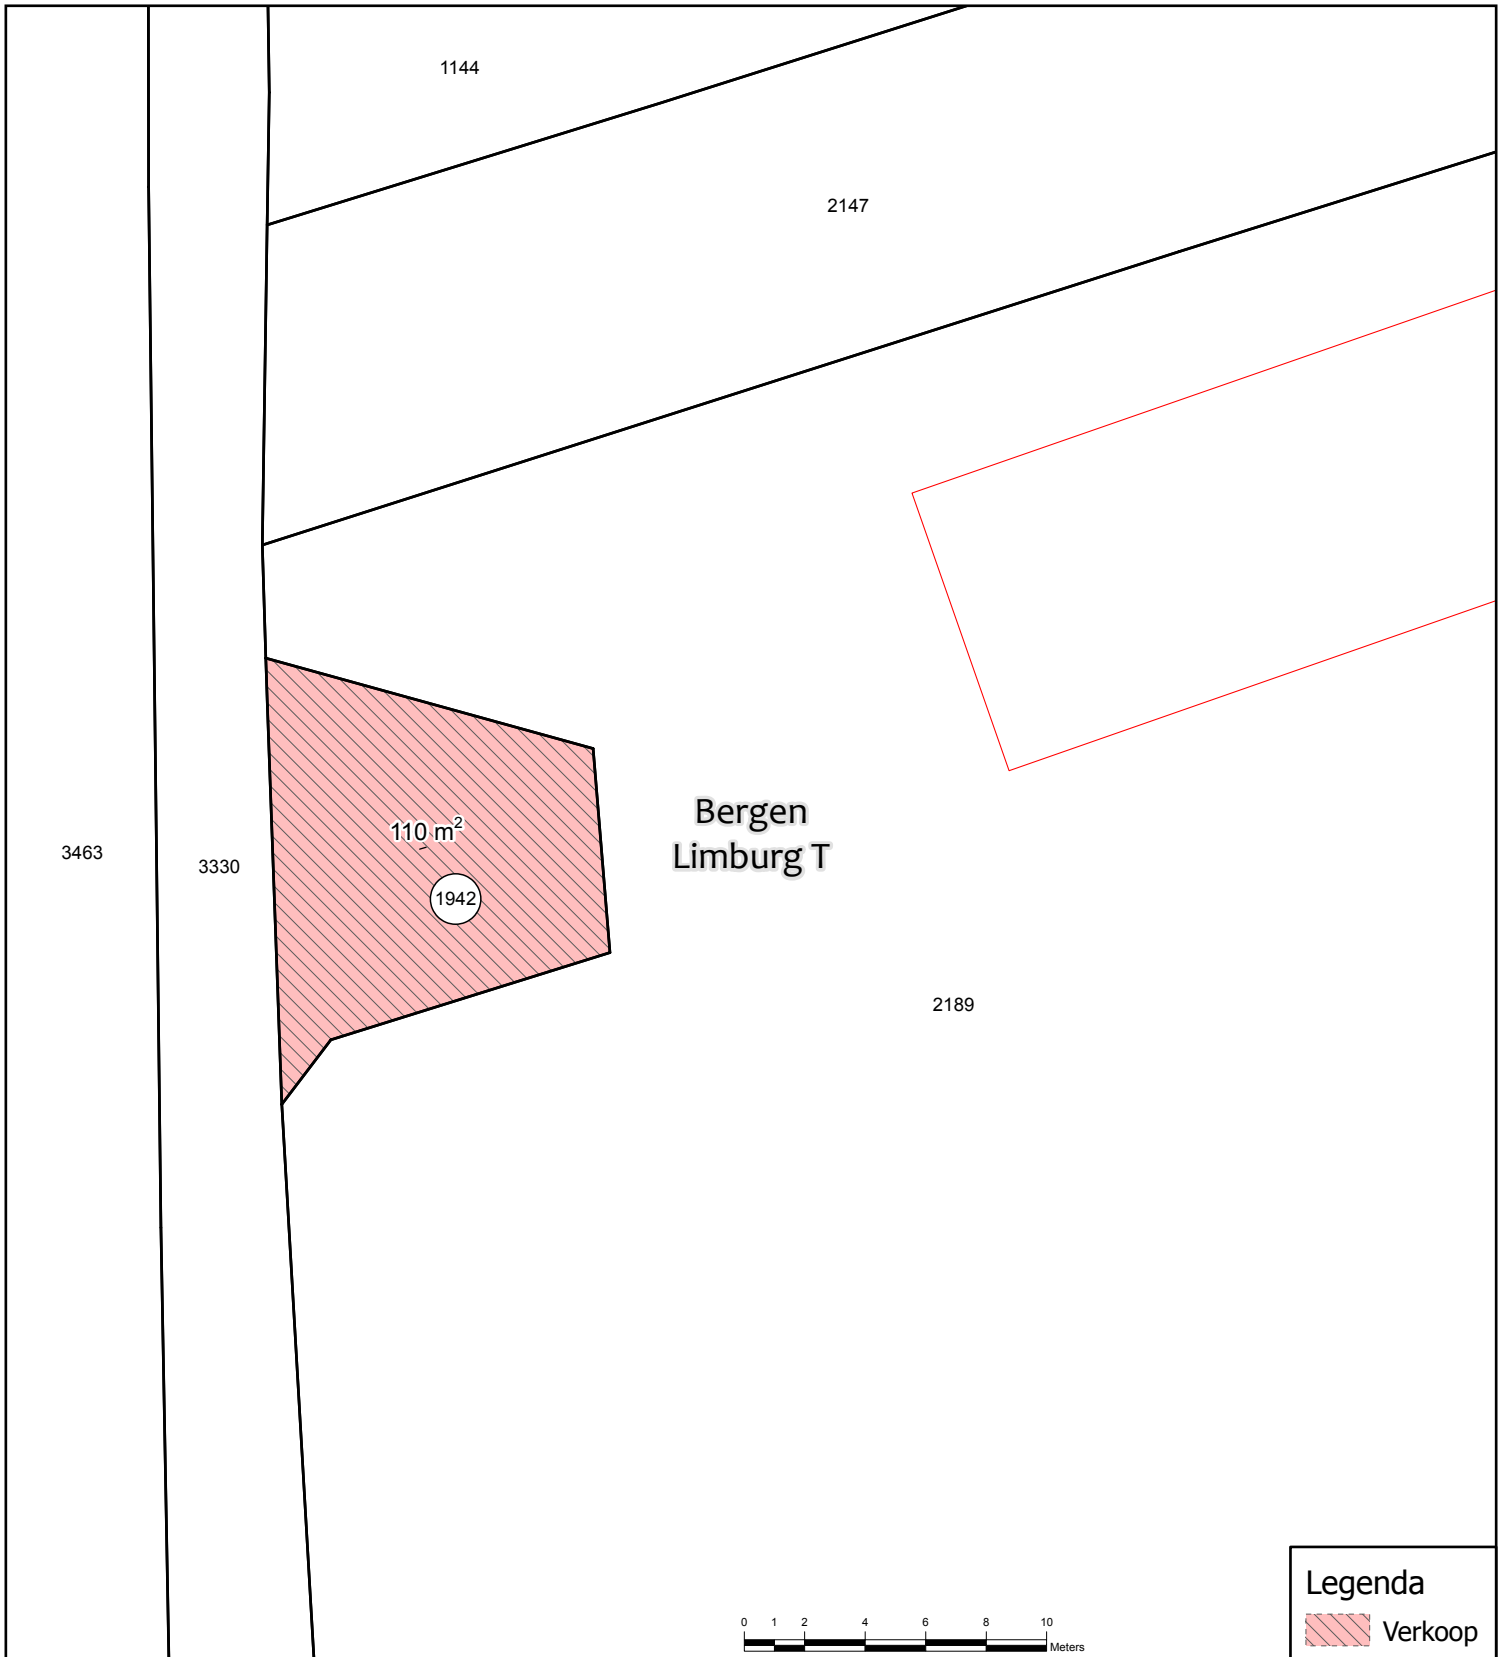 1144
2147
110 m²
Bergen
Limburg T
3463
3330
1942
2189
0 1 2 4 6 8 10
Meters
Legenda
Verkoop